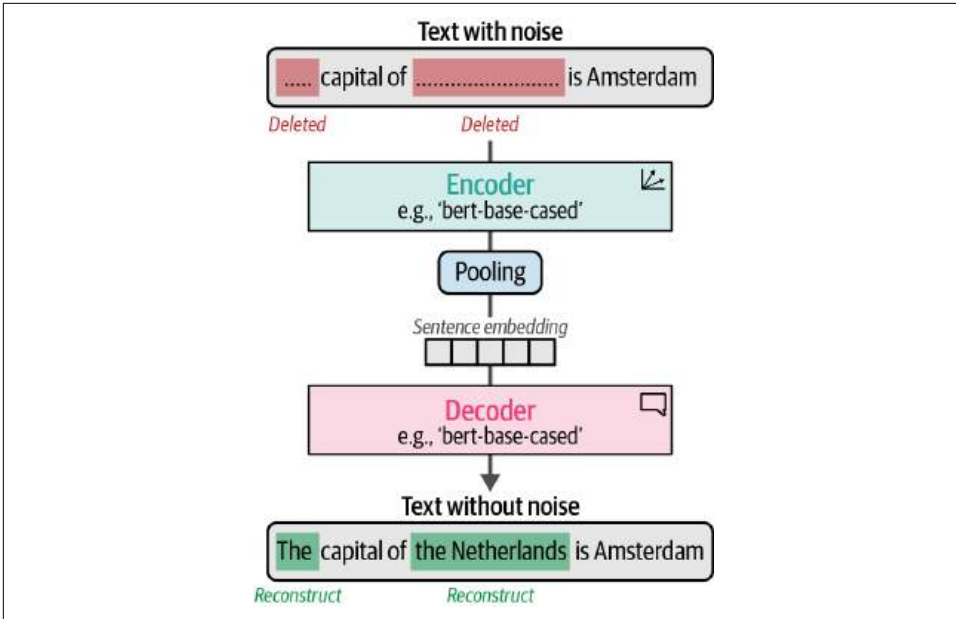 Text with noise
..... capital of .......................... is Amsterdam
Deleted Deleted
Encoder
e.g., ‘bert-base-cased’
Pooling
Sentence embedding
Decoder
e.g., ‘bert-base-cased’
Text without noise
The capital of the Netherlands is Amsterdam
Reconstruct Reconstruct